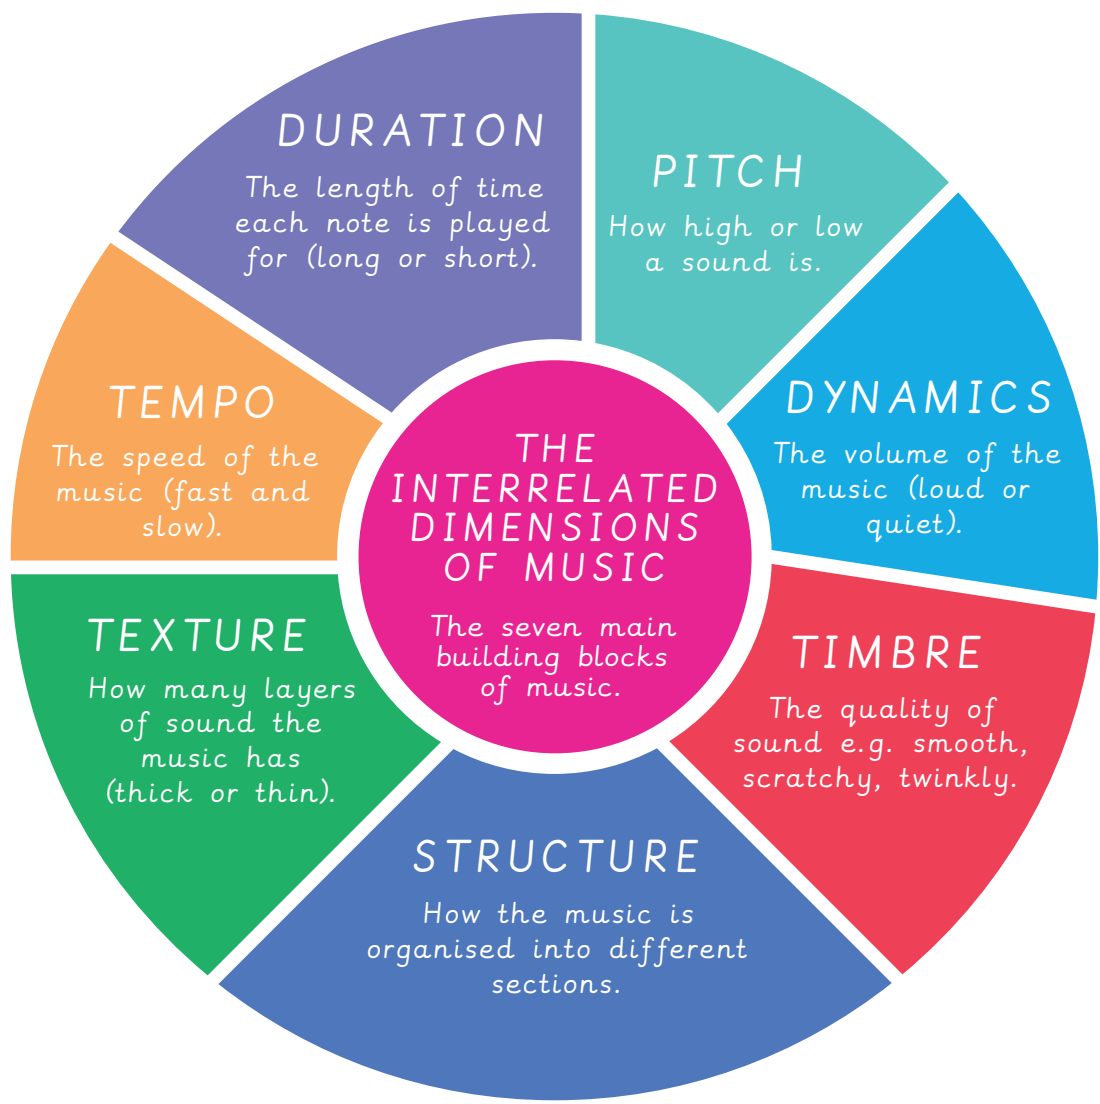 DURATION
The length of time
each note is played
for (long or short).
PITCH
How high or low
a sound is.
DYNAMICS
The volume of the
music (loud or
quiet).
TIMBRE
The quality of
sound e.g. smooth,
scratchy, twinkly.
STRUCTURE
How the music is
organised into different
sections.
TEXTURE
How many layers
of sound the
music has
(thick or thin).
TEMPO
The speed of the
music (fast and
slow).
THE
INTERRELATED
DIMENSIONS
OF MUSIC
The seven main
building blocks
of music.